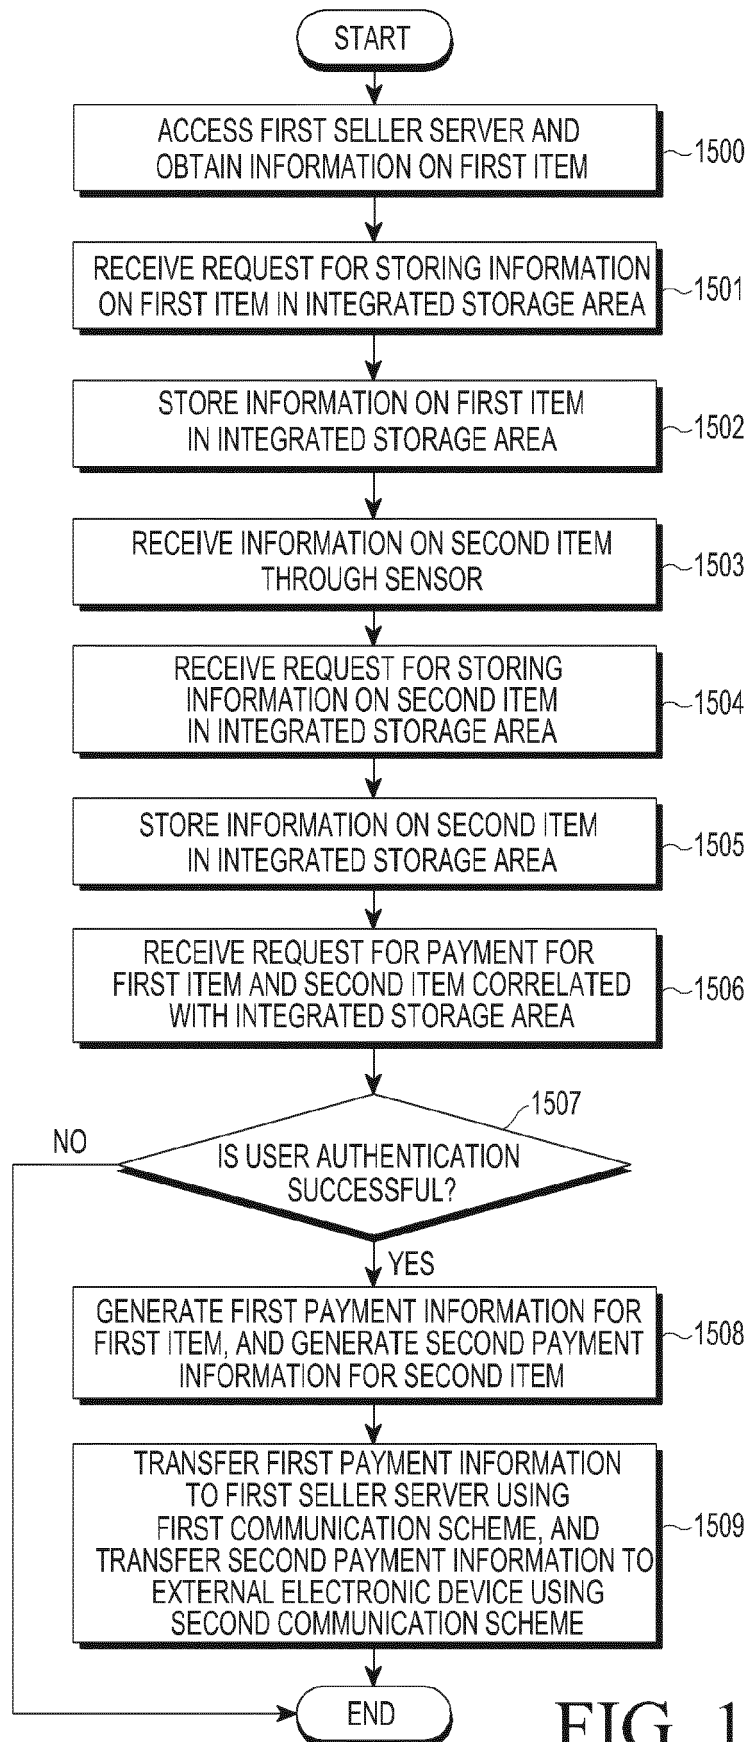 START
ACCESS FIRST SELLER SERVER AND
OBTAIN INFORMATION ON FIRST ITEM
1500
RECEIVE REQUEST FOR STORING INFORMATION
ON FIRST ITEM IN INTEGRATED STORAGE AREA
1501
STORE INFORMATION ON FIRST ITEM
IN INTEGRATED STORAGE AREA
1502
RECEIVE INFORMATION ON SECOND ITEM
THROUGH SENSOR
1503
RECEIVE REQUEST FOR STORING
INFORMATION ON SECOND ITEM
IN INTEGRATED STORAGE AREA
1504
STORE INFORMATION ON SECOND ITEM
IN INTEGRATED STORAGE AREA
1505
RECEIVE REQUEST FOR PAYMENT FOR
FIRST ITEM AND SECOND ITEM CORRELATED
WITH INTEGRATED STORAGE AREA
1506
1507
NO
IS USER AUTHENTICATION
SUCCESSFUL?
YES
GENERATE FIRST PAYMENT INFORMATION FOR
FIRST ITEM, AND GENERATE SECOND PAYMENT
INFORMATION FOR SECOND ITEM
1508
TRANSFER FIRST PAYMENT INFORMATION
TO FIRST SELLER SERVER USING
FIRST COMMUNICATION SCHEME, AND
TRANSFER SECOND PAYMENT INFORMATION TO
EXTERNAL ELECTRONIC DEVICE USING
SECOND COMMUNICATION SCHEME
1509
END
FIG. 1